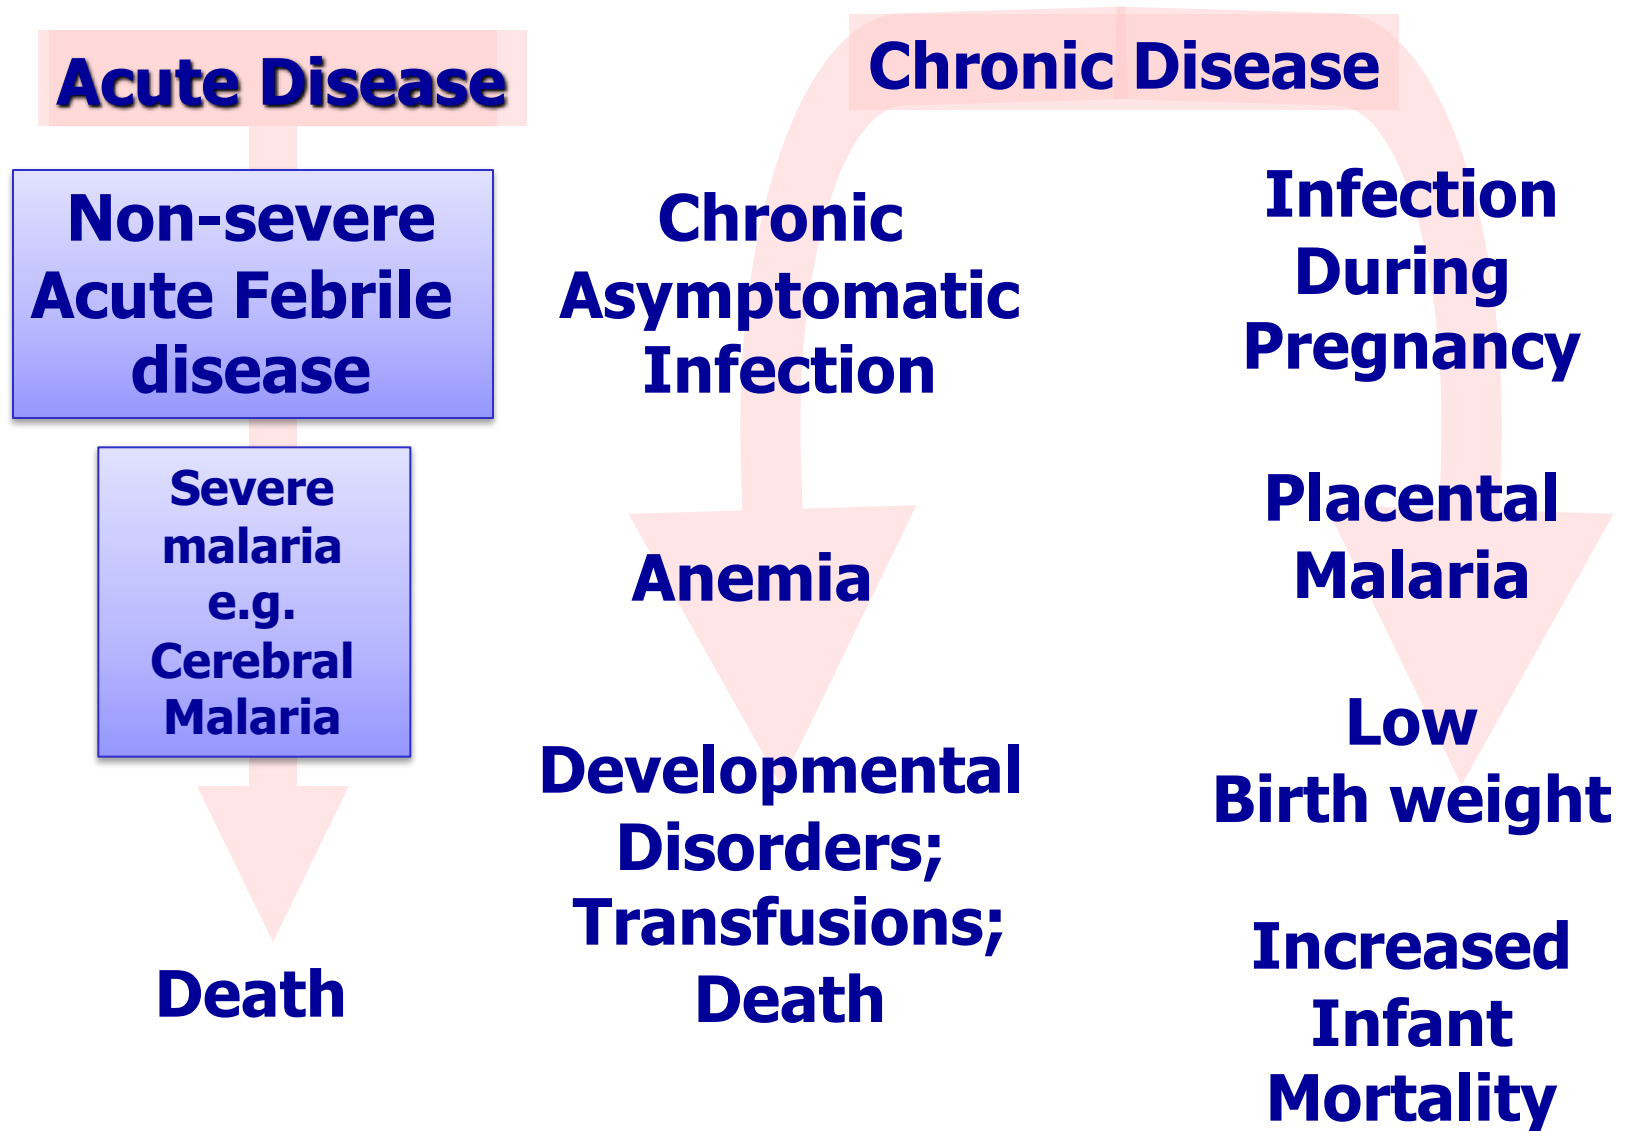 Acute Disease
Non-severe
Acute Febrile
disease
Severe
malaria
e.g.
Cerebral
Malaria
Death
Chronic Disease
Chronic
Asymptomatic
Infection
Anemia
Developmental
Disorders;
Transfusions;
Death
Infection
During
Pregnancy
Placental
Malaria
Low
Birth weight
Increased
Infant
Mortality